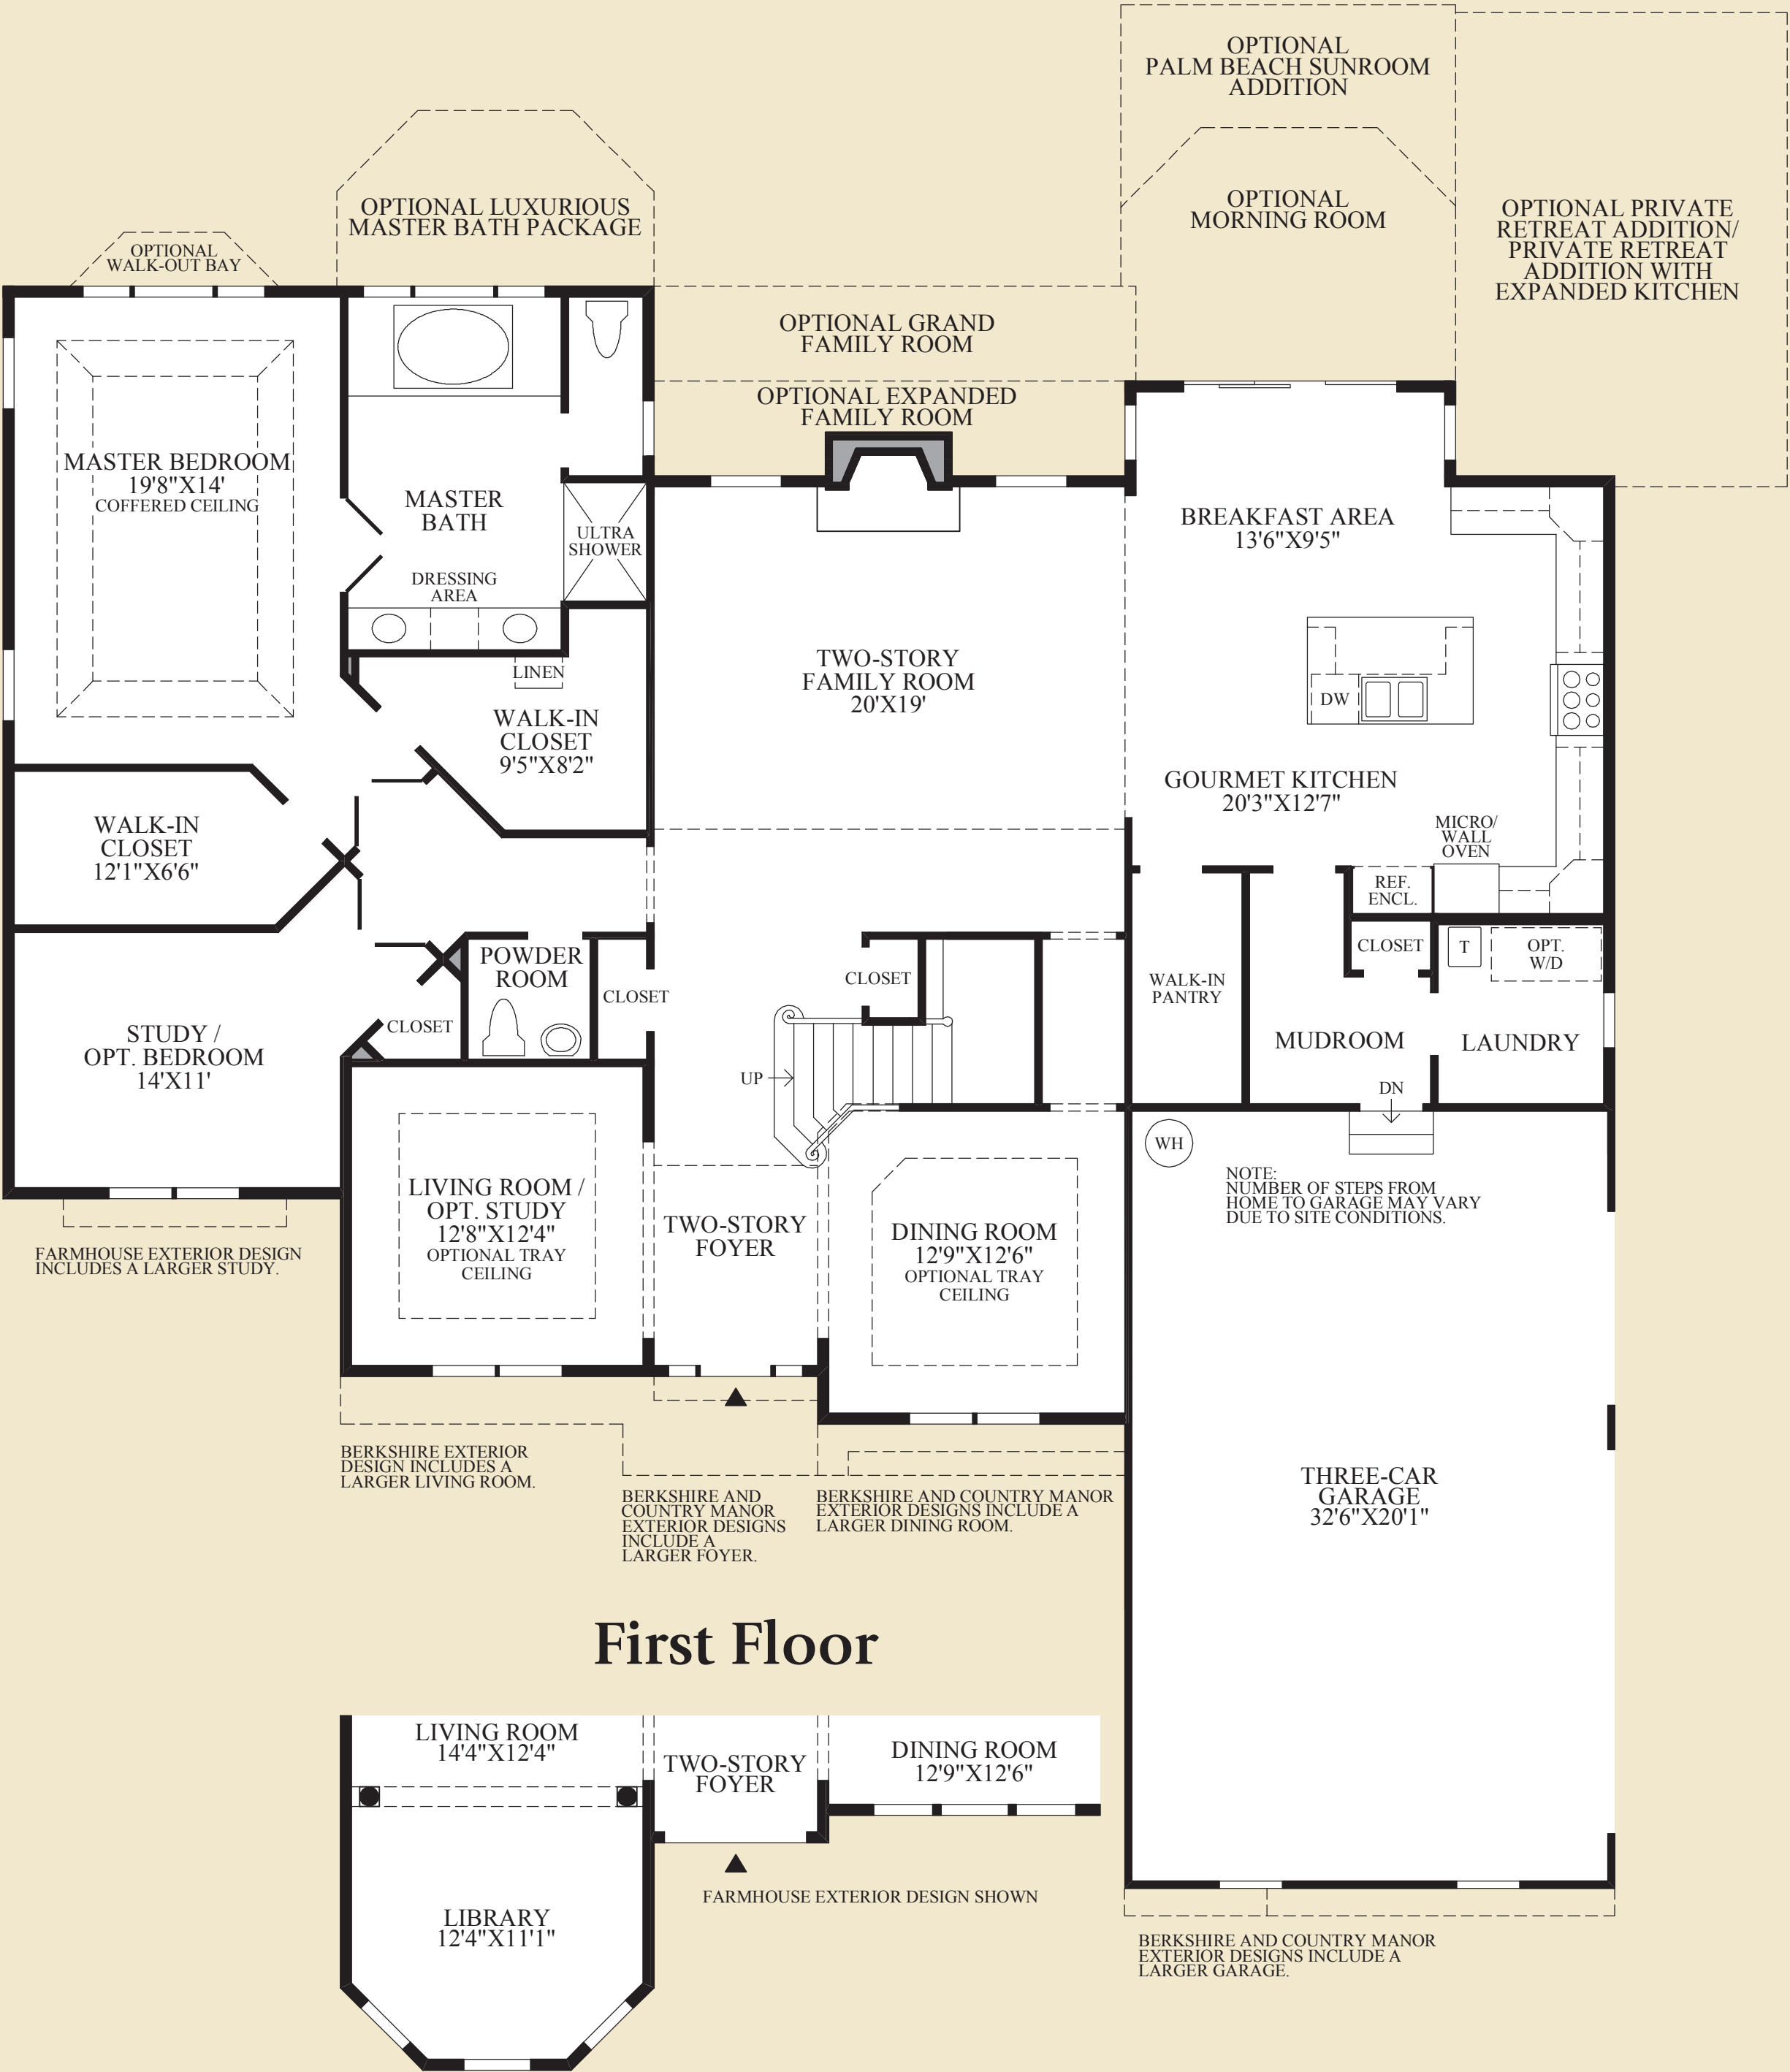 OPTIONAL
PALM BEACH SUNROOM
ADDITION
OPTIONAL
MORNING ROOM
OPTIONAL PRIVATE
RETREAT ADDITION/
PRIVATE RETREAT
ADDITION WITH
EXPANDED KITCHEN
OPTIONAL LUXURIOUS
MASTER BATH PACKAGE
OPTIONAL
WALK-OUT BAY
OPTIONAL GRAND
FAMILY ROOM
OPTIONAL EXPANDED
FAMILY ROOM
MASTER BEDROOM
19'8"X14'
COFFERED CEILING
MASTER
BATH
ULTRA
SHOWER
DRESSING
AREA
LINEN
WALK-IN
CLOSET
9'5"X8'2"
TWO-STORY
FAMILY ROOM
20'X19'
BREAKFAST AREA
13'6"X9'5"
DW
GOURMET KITCHEN
20'3"X12'7"
MICRO/
WALL
OVEN
REF.
ENCL.
WALK-IN
CLOSET
12'1"X6'6"
POWDER
ROOM
CLOSET
CLOSET
CLOSET
WALK-IN
PANTRY
CLOSET
T
OPT.
W/D
MUDROOM
LAUNDRY
STUDY /
OPT. BEDROOM
14'X11'
UP
DN
WH
NOTE:
NUMBER OF STEPS FROM
HOME TO GARAGE MAY VARY
DUE TO SITE CONDITIONS.
LIVING ROOM /
OPT. STUDY
12'8"X12'4"
OPTIONAL TRAY
CEILING
TWO-STORY
FOYER
DINING ROOM
12'9"X12'6"
OPTIONAL TRAY
CEILING
FARMHOUSE EXTERIOR DESIGN
INCLUDES A LARGER STUDY.
BERKSHIRE EXTERIOR
DESIGN INCLUDES A
LARGER LIVING ROOM.
BERKSHIRE AND
COUNTRY MANOR
EXTERIOR DESIGNS
INCLUDE A
LARGER FOYER.
BERKSHIRE AND COUNTRY MANOR
EXTERIOR DESIGNS INCLUDE A
LARGER DINING ROOM.
THREE-CAR
GARAGE
32'6"X20'1"
First Floor
LIVING ROOM
14'4"X12'4"
TWO-STORY
FOYER
DINING ROOM
12'9"X12'6"
FARMHOUSE EXTERIOR DESIGN SHOWN
LIBRARY
12'4"X11'1"
BERKSHIRE AND COUNTRY MANOR
EXTERIOR DESIGNS INCLUDE A
LARGER GARAGE.